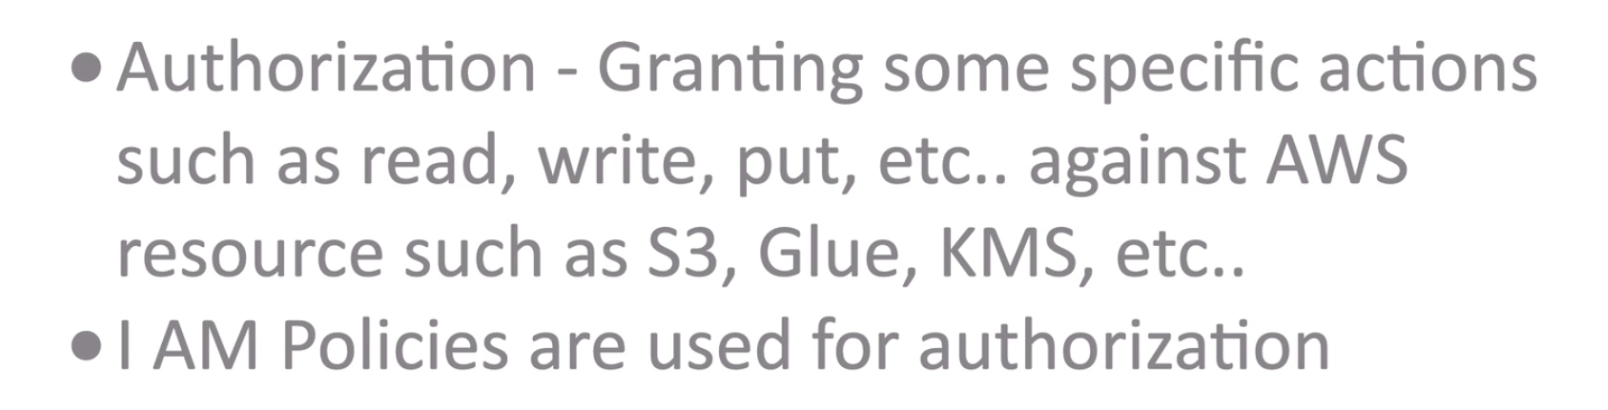 • Authorization - Granting some specific actions
such as read, write, put, etc.. against AWS
resource such as S3, Glue, KMS, etc..
• I AM Policies are used for authorization